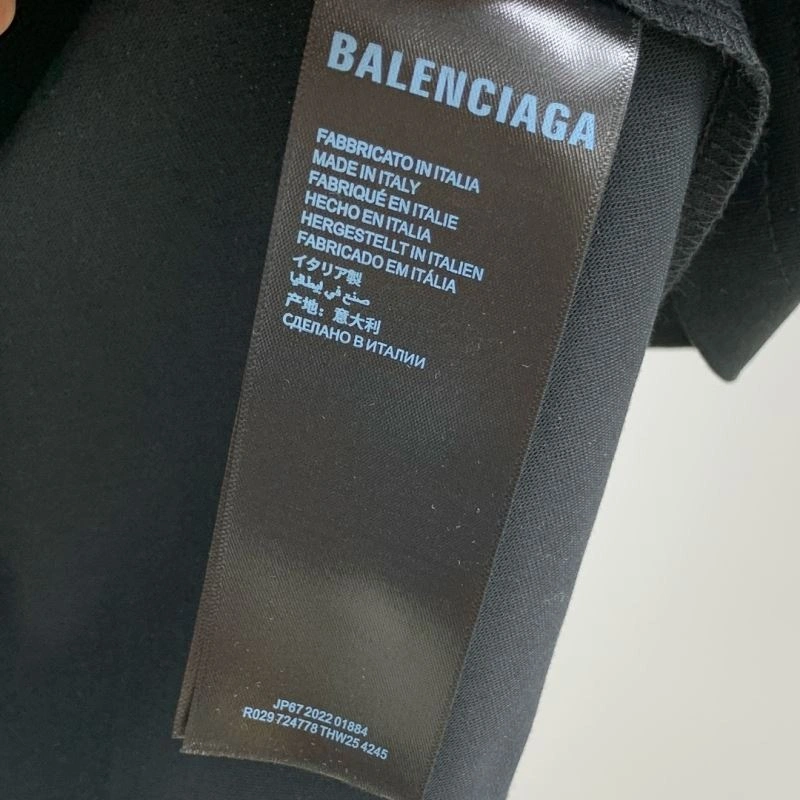 BALENCIAGA
FABBRICATO IN ITALIA
MADE IN ITALY
FABRIQUÉ EN ITALIE
HECHO EN ITALIA
HERGESTELLT IN ITALIEN
FABRICADO EM ITÁLIA
イタリア製
صنع في إيطاليا
产地：意大利
СДЕЛАНО В ИТАЛИИ
JP67 2022 01884
R029 724778 THW25 4245